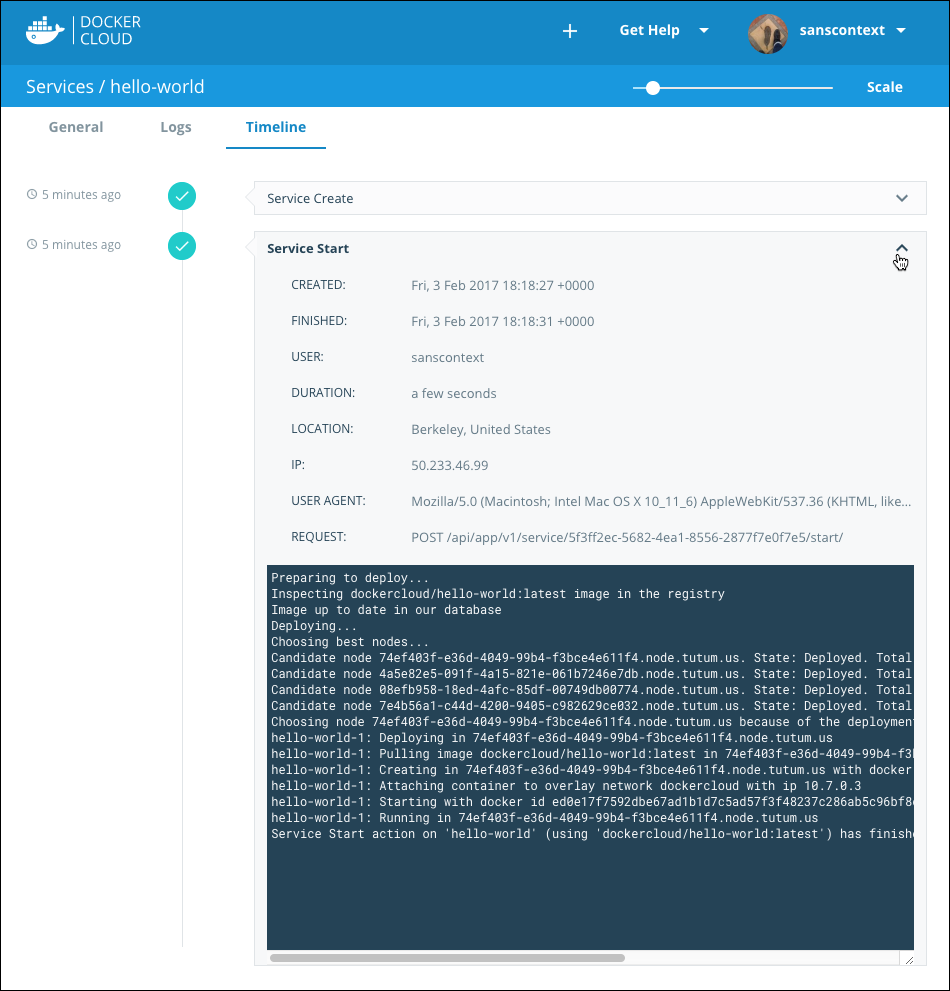 DOCKER
CLOUD
Get Help
sanscontext
Services / hello-world
Scale
General
Logs
Timeline
5 minutes ago
Service Create
5 minutes ago
Service Start
CREATED: Fri, 3 Feb 2017 18:18:27 +0000
FINISHED: Fri, 3 Feb 2017 18:18:31 +0000
USER: sanscontext
DURATION: a few seconds
LOCATION: Berkeley, United States
IP: 50.233.46.99
USER AGENT: Mozilla/5.0 (Macintosh; Intel Mac OS X 10_11_6) AppleWebKit/537.36 (KHTML, like...
REQUEST: POST /api/app/v1/service/5f3ff2ec-5682-4ea1-8556-2877f7e0f7e5/start/
Preparing to deploy...
Inspecting dockercloud/hello-world:latest image in the registry
Image up to date in our database
Deploying...
Choosing best nodes...
Candidate node 74ef403f-e36d-4049-99b4-f3bce4e611f4.node.tutum.us. State: Deployed. Total
Candidate node 4a5e82e5-091f-4a15-821e-061b7246e7db.node.tutum.us. State: Deployed. Total
Candidate node 08efb958-18ed-4afc-85df-00749db00774.node.tutum.us. State: Deployed. Total
Candidate node 7e4b56a1-c44d-4200-9405-c982629ce032.node.tutum.us. State: Deployed. Total
Choosing node 74ef403f-e36d-4049-99b4-f3bce4e611f4.node.tutum.us because of the deploymen
hello-world-1: Deploying in 74ef403f-e36d-4049-99b4-f3bce4e611f4.node.tutum.us
hello-world-1: Pulling image dockercloud/hello-world:latest in 74ef403f-e36d-4049-99b4-f3
hello-world-1: Creating in 74ef403f-e36d-4049-99b4-f3bce4e611f4.node.tutum.us with docker
hello-world-1: Attaching container to overlay network dockercloud with ip 10.7.0.3
hello-world-1: Starting with docker id ed0e17f7592dbe67ad1b1d7c5ad57f3f48237c286ab5c96bf8
hello-world-1: Running in 74ef403f-e36d-4049-99b4-f3bce4e611f4.node.tutum.us
Service Start action on 'hello-world' (using 'dockercloud/hello-world:latest') has finish